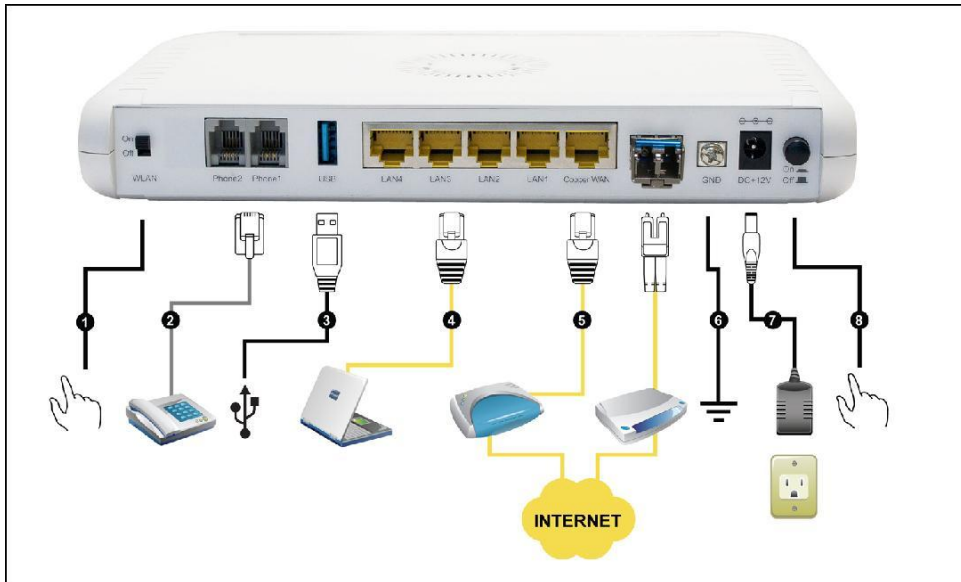 On
Off
WLAN
Phone2 Phone1
USB
LAN4
LAN3
LAN2
LAN1
Copper WAN
GND
DC+12V
On
Off
1
2
3
4
5
6
7
8
INTERNET